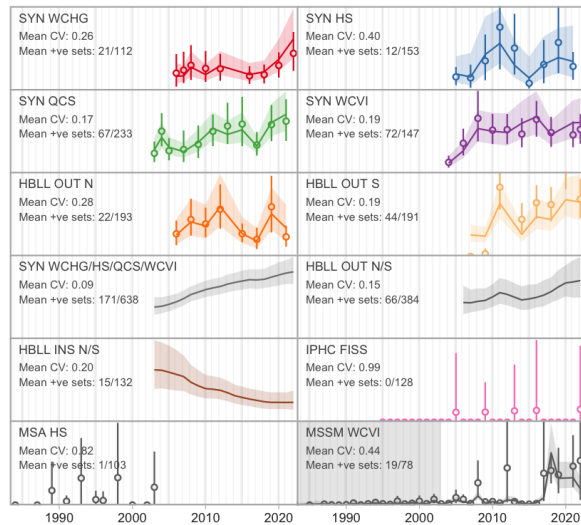 SYN WCHG
Mean CV: 0.26
Mean +ve sets: 21/112
SYN HS
Mean CV: 0.40
Mean +ve sets: 12/153
SYN QCS
Mean CV: 0.17
Mean +ve sets: 67/233
SYN WCVI
Mean CV: 0.19
Mean +ve sets: 72/147
HBLL OUT N
Mean CV: 0.28
Mean +ve sets: 22/193
HBLL OUT S
Mean CV: 0.19
Mean +ve sets: 44/191
SYN WCHG/HS/QCS/WCVI
Mean CV: 0.09
Mean +ve sets: 171/638
HBLL OUT N/S
Mean CV: 0.15
Mean +ve sets: 66/384
HBLL INS N/S
Mean CV: 0.20
Mean +ve sets: 15/132
IPHC FISS
Mean CV: 0.99
Mean +ve sets: 0/128
MSA HS
Mean CV: 0.82
Mean +ve sets: 1/103
MSSM WCVI
Mean CV: 0.44
Mean +ve sets: 19/78
1990 2000 2010 2020 1990 2000 2010 2020